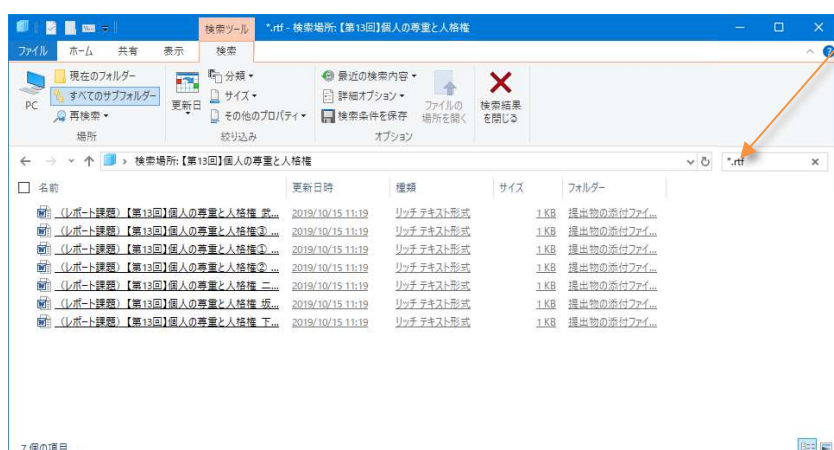 検索ツール *.rtf - 検索場所:【第13回】個人の尊重と人格権
ファイル ホーム 共有 表示 検索
PC
現在のフォルダー
すべてのサブフォルダー
再検索
場所
更新日
分類
サイズ
その他のプロパティ
絞り込み
最近の検索内容
詳細オプション
検索条件を保存
ファイルの
場所を開く
オプション
検索結果
を閉じる
検索場所:【第13回】個人の尊重と人格権 *.rtf
名前 更新日時 種類 サイズ フォルダー
(レポート課題)【第13回】個人の尊重と人格権 武... 2019/10/15 11:19 リッチ テキスト形式 1 KB 提出物の添付ファイ...
(レポート課題)【第13回】個人の尊重と人格権③ ... 2019/10/15 11:19 リッチ テキスト形式 1 KB 提出物の添付ファイ...
(レポート課題)【第13回】個人の尊重と人格権① ... 2019/10/15 11:19 リッチ テキスト形式 1 KB 提出物の添付ファイ...
(レポート課題)【第13回】個人の尊重と人格権② ... 2019/10/15 11:19 リッチ テキスト形式 1 KB 提出物の添付ファイ...
(レポート課題)【第13回】個人の尊重と人格権 二... 2019/10/15 11:19 リッチ テキスト形式 1 KB 提出物の添付ファイ...
(レポート課題)【第13回】個人の尊重と人格権 坂... 2019/10/15 11:19 リッチ テキスト形式 1 KB 提出物の添付ファイ...
(レポート課題)【第13回】個人の尊重と人格権 下... 2019/10/15 11:19 リッチ テキスト形式 1 KB 提出物の添付ファイ...
7 個の項目